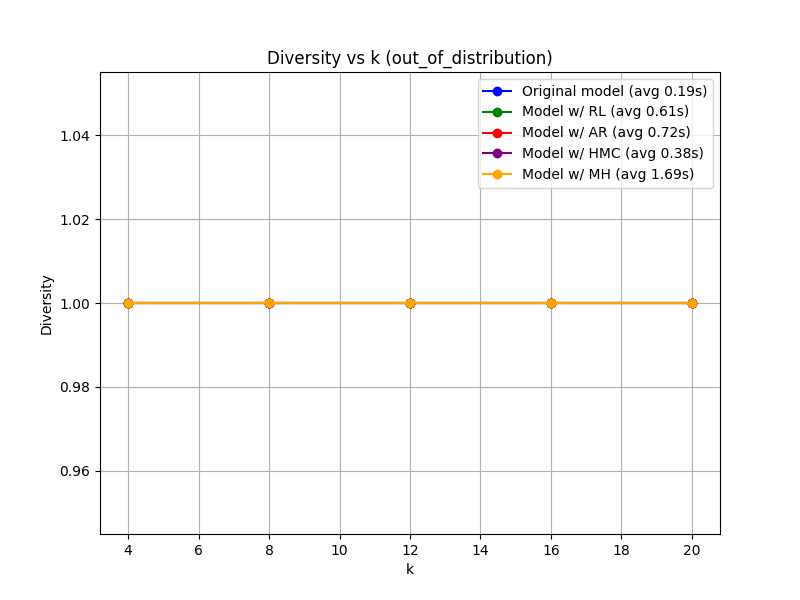 Diversity vs k (out_of_distribution)
Original model (avg 0.19s)
Model w/ RL (avg 0.61s)
Model w/ AR (avg 0.72s)
Model w/ HMC (avg 0.38s)
Model w/ MH (avg 1.69s)
Diversity
1.04
1.02
1.00
0.98
0.96
4 6 8 10 12 14 16 18 20
k